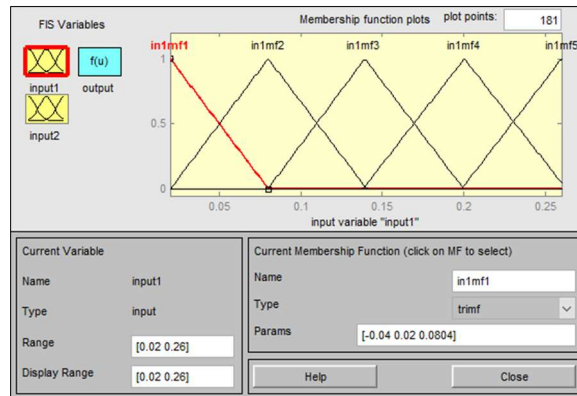 FIS Variables
Membership function plots plot points: 181
f(u)
input1 output
input2
in1mf1 in1mf2 in1mf3 in1mf4 in1mf5
1
0.5
0
0.05 0.1 0.15 0.2 0.25
input variable "input1"
Current Variable
Name input1
Type input
Range [0.02 0.26]
Display Range [0.02 0.26]
Current Membership Function (click on MF to select)
Name in1mf1
Type trimf
Params [-0.04 0.02 0.0804]
Help Close